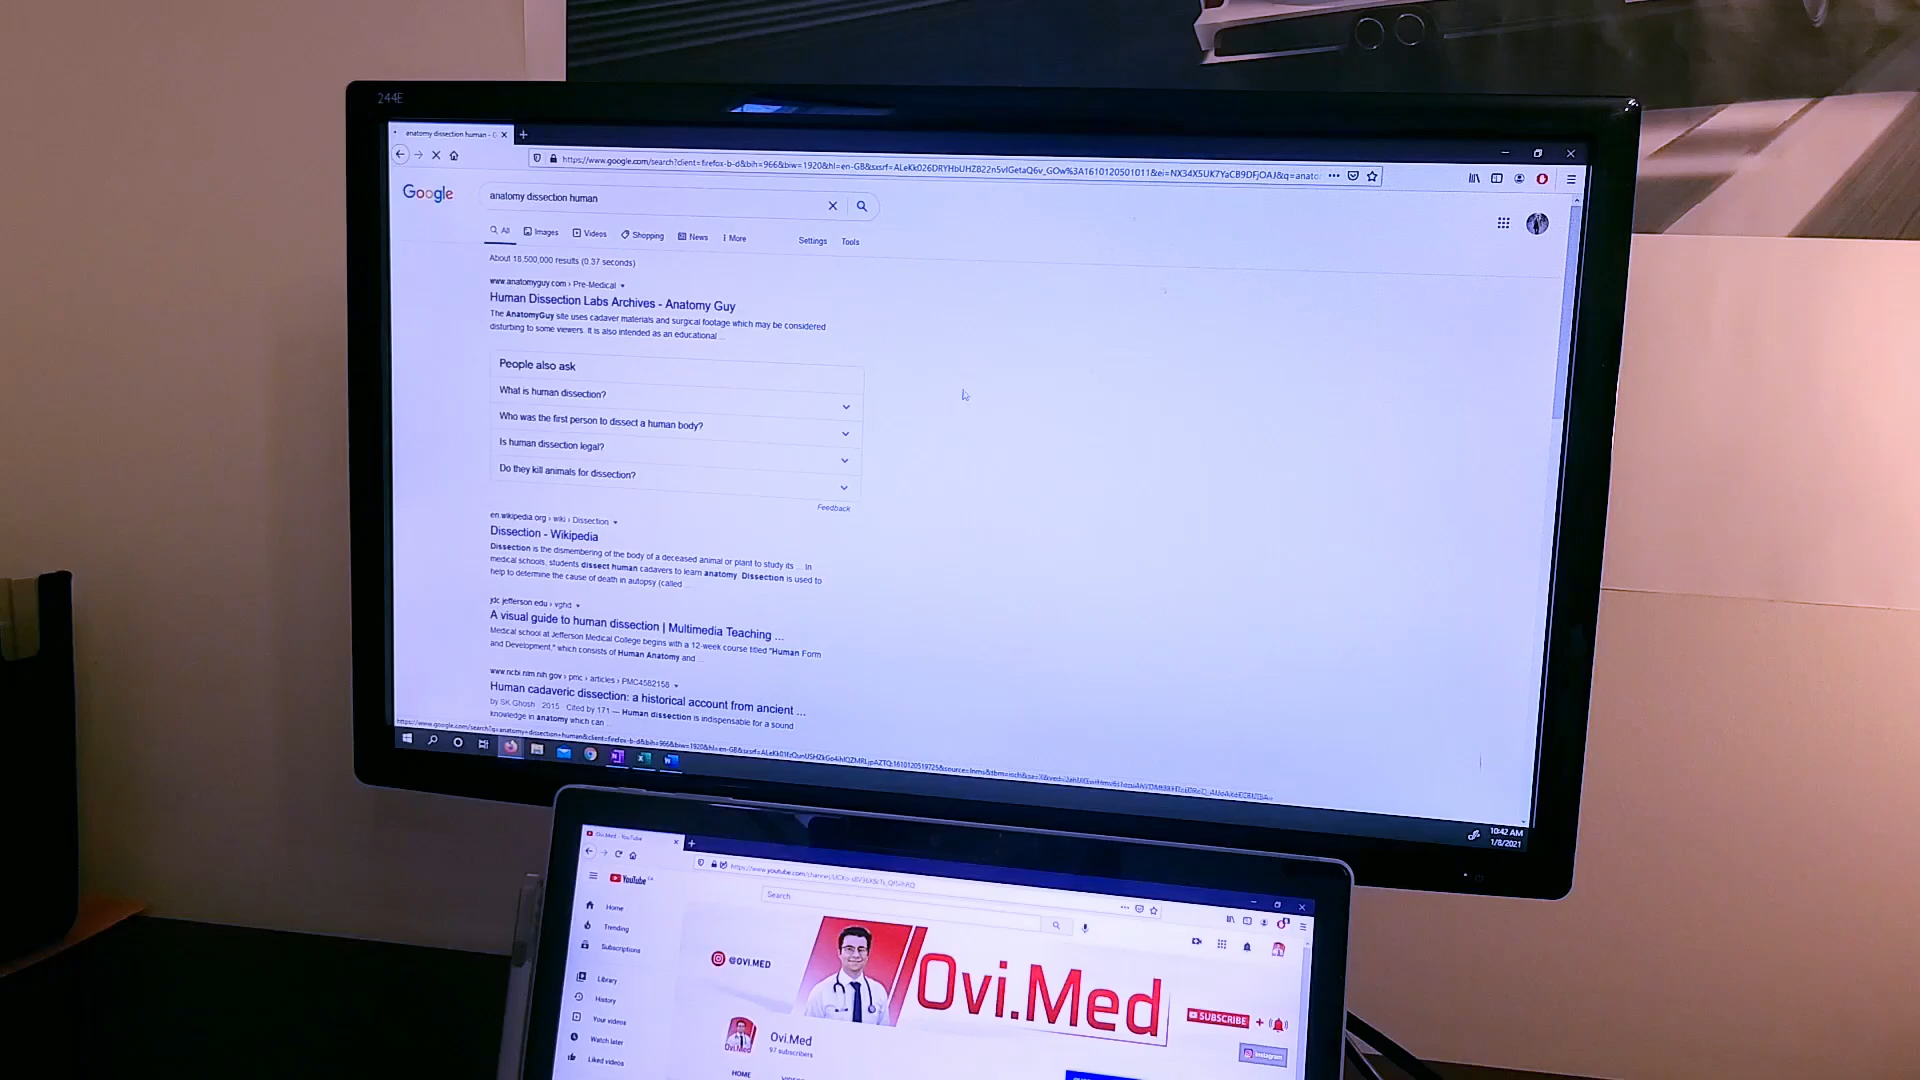 244E
anatomy dissection human - G
Google
anatomy dissection human
All
Images
Videos
Shopping
News
More
Settings
Tools
About 18,500,000 results (0.37 seconds)
www.anatomyguy.com › Pre-Medical
Human Dissection Labs Archives - Anatomy Guy
The AnatomyGuy site uses cadaver materials and surgical footage which may be considered
disturbing to some viewers. It is also intended as an educational ...
People also ask
What is human dissection?
Who was the first person to dissect a human body?
Is human dissection legal?
Do they kill animals for dissection?
Feedback
en.wikipedia.org › wiki › Dissection
Dissection - Wikipedia
Dissection is the dismembering of the body of a deceased animal or plant to study its ... In
medical schools, students dissect human cadavers to learn anatomy. Dissection is used to
help to determine the cause of death in autopsy (called ...
jdc.jefferson.edu › vghd
A visual guide to human dissection | Multimedia Teaching ...
Medical school at Jefferson Medical College begins with a 12-week course titled "Human Form
and Development," which consists of Human Anatomy and ...
www.ncbi.nlm.nih.gov › pmc › articles › PMC4582158
Human cadaveric dissection: a historical account from ancient ...
by SK Ghosh · 2015 · Cited by 171 — Human dissection is indispensable for a sound
knowledge in anatomy which can ...
10:42 AM
1/8/2021
Ovi.Med - YouTube
YouTube CA
Search
Home
Trending
Subscriptions
Library
History
Your videos
Watch later
Liked videos
@OVI.MED
Ovi.Med
SUBSCRIBE +
Instagram
Ovi.Med
Ovi.Med
97 subscribers
HOME